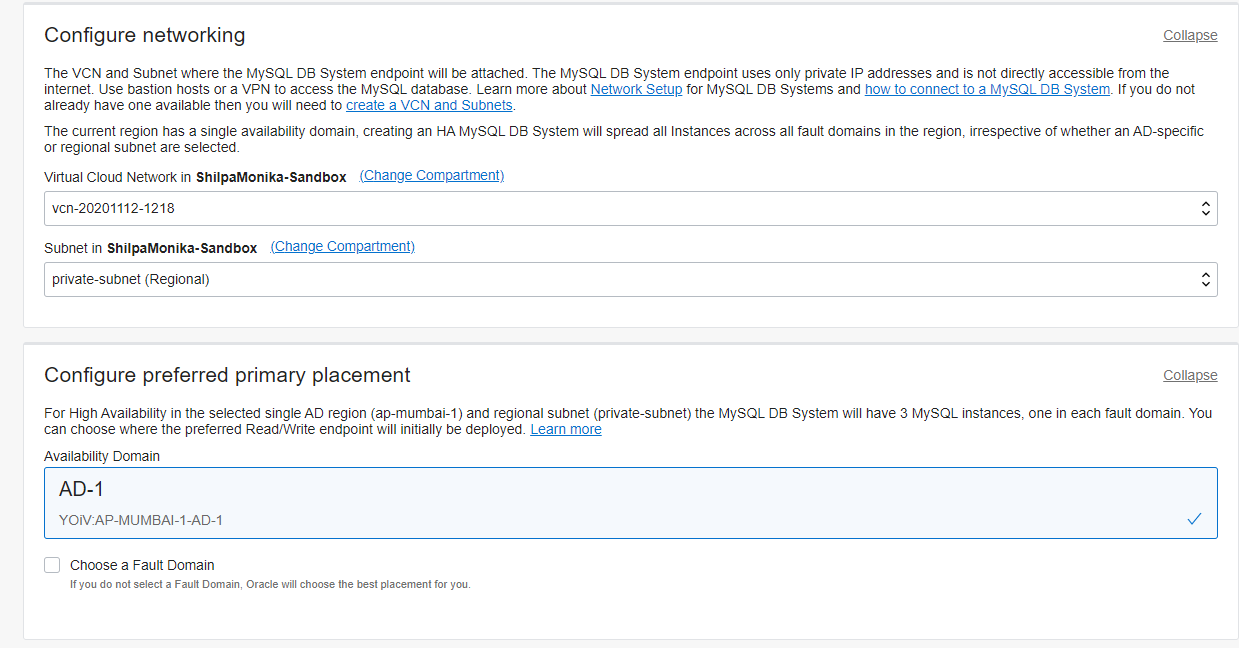 Configure networking
Collapse
The VCN and Subnet where the MySQL DB System endpoint will be attached. The MySQL DB System endpoint uses only private IP addresses and is not directly accessible from the
internet. Use bastion hosts or a VPN to access the MySQL database. Learn more about Network Setup for MySQL DB Systems and how to connect to a MySQL DB System. If you do not
already have one available then you will need to create a VCN and Subnets.
The current region has a single availability domain, creating an HA MySQL DB System will spread all Instances across all fault domains in the region, irrespective of whether an AD-specific
or regional subnet are selected.
Virtual Cloud Network in ShilpaMonika-Sandbox (Change Compartment)
vcn-20201112-1218
Subnet in ShilpaMonika-Sandbox (Change Compartment)
private-subnet (Regional)
Configure preferred primary placement
Collapse
For High Availability in the selected single AD region (ap-mumbai-1) and regional subnet (private-subnet) the MySQL DB System will have 3 MySQL instances, one in each fault domain. You
can choose where the preferred Read/Write endpoint will initially be deployed. Learn more
Availability Domain
AD-1
YOiV:AP-MUMBAI-1-AD-1
Choose a Fault Domain
If you do not select a Fault Domain, Oracle will choose the best placement for you.